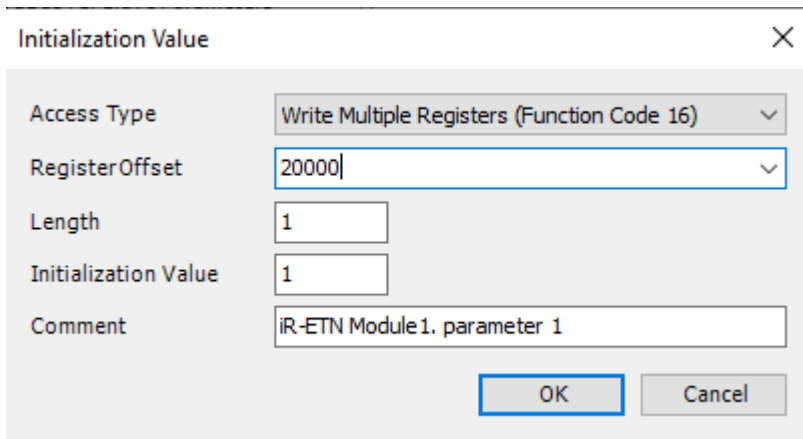 Initialization Value
Access Type Write Multiple Registers (Function Code 16)
RegisterOffset 20000
Length 1
Initialization Value 1
Comment iR-ETN Module1. parameter 1
OK Cancel